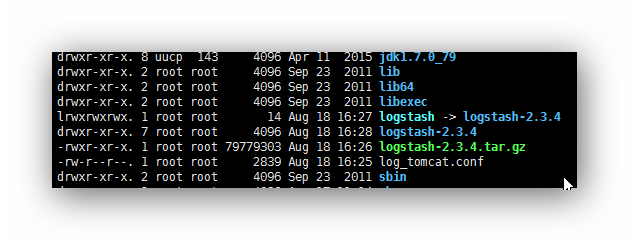 drwxr-xr-x. 8 uucp  143     4096 Apr 11  2015 jdk1.7.0_79
drwxr-xr-x. 2 root root     4096 Sep 23  2011 lib
drwxr-xr-x. 2 root root     4096 Sep 23  2011 lib64
drwxr-xr-x. 2 root root     4096 Sep 23  2011 libexec
lrwxrwxrwx. 1 root root       14 Aug 18 16:27 logstash -> logstash-2.3.4
drwxr-xr-x. 7 root root     4096 Aug 18 16:28 logstash-2.3.4
-rwxr-xr-x. 1 root root 79779303 Aug 18 16:26 logstash-2.3.4.tar.gz
-rw-r--r--. 1 root root     2839 Aug 18 16:25 log_tomcat.conf
drwxr-xr-x. 2 root root     4096 Sep 23  2011 sbin